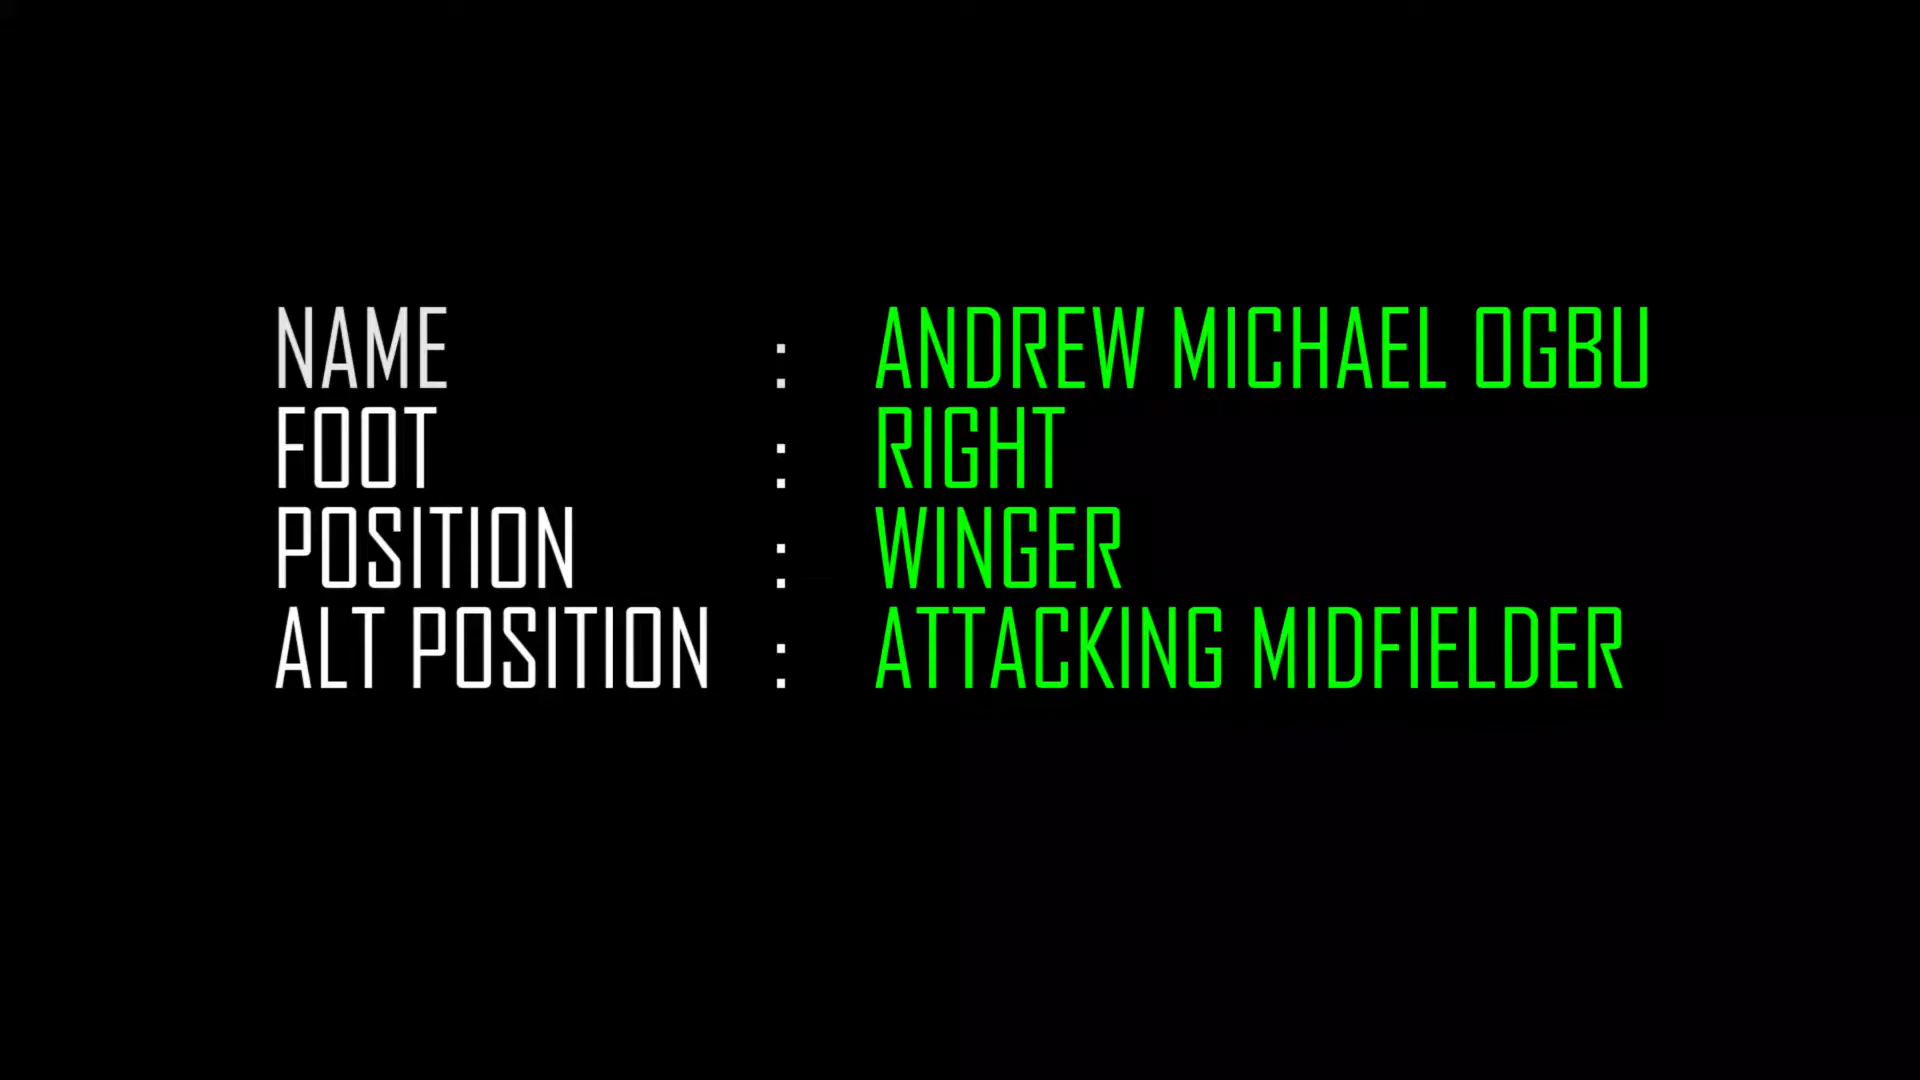 NAME : ANDREW MICHAEL OGBU
FOOT : RIGHT
POSITION : WINGER
ALT POSITION : ATTACKING MIDFIELDER